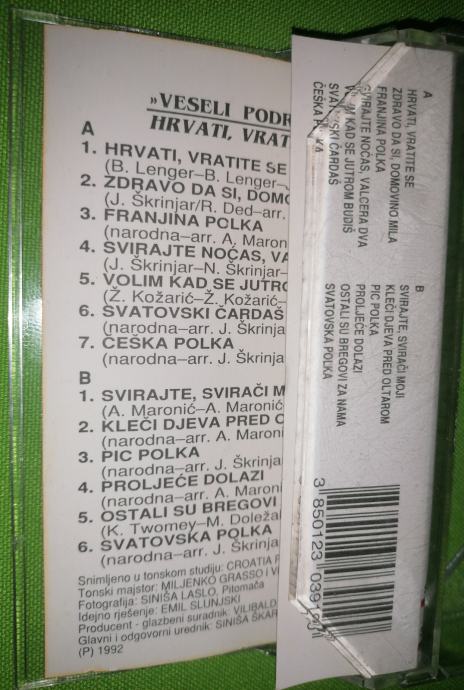 »VESELI PODR
HRVATI, VRAT
A
1. HRVATI, VRATITE SE
(B. Lenger–B. Lenger–
2. ZDRAVO DA SI, DOMO
(J. Škrinjar/R. Ded–arr.
3. FRANJINA POLKA
(narodna–arr. A. Maron
4. SVIRAJTE NOĆAS, VA
(J. Škrinjar–N. Škrinjar–
5. VOLIM KAD SE JUTRO
(Ž. Kožarić–Ž. Kožarić–
6. SVATOVSKI ČARDAŠ
(narodna–arr. J. Škrinja
7. ČEŠKA POLKA
(narodna–arr. J. Škrinja
B
1. SVIRAJTE, SVIRAČI M
(A. Maronić–A. Maronić
2. KLEČI DJEVA PRED O
(narodna–arr. A. Maroni
3. PIC POLKA
(narodna–arr. J. Škrinja
4. PROLJEĆE DOLAZI
(narodna–arr. A. Maroni
5. OSTALI SU BREGOVI
(K. Twomey–M. Doležal
6. SVATOVSKA POLKA
(narodna–arr. J. Škrinja
Snimljeno u tonskom studiju: CROATIA R
Tonski majstor: MILJENKO GRASSO i V
Fotografija: SINIŠA LASLO, Pitomača
Idejno rješenje: EMIL SLUNJSKI
Producent - glazbeni suradnik: VILIBALD
Glavni i odgovorni urednik: SINIŠA ŠKAR
(P) 1992
A
HRVATI, VRATITE SE
ZDRAVO DA SI, DOMOVINO MILA
FRANJINA POLKA
SVIRAJTE NOĆAS, VALCERA DVA
VOLIM KAD SE JUTROM BUDIŠ
SVATOVSKI ČARDAŠ
ČEŠKA POLKA
B
SVIRAJTE, SVIRAČI MOJI
KLEČI DJEVA PRED OLTAROM
PIC POLKA
PROLJEĆE DOLAZI
OSTALI SU BREGOVI ZA NAMA
SVATOVSKA POLKA
3 850123